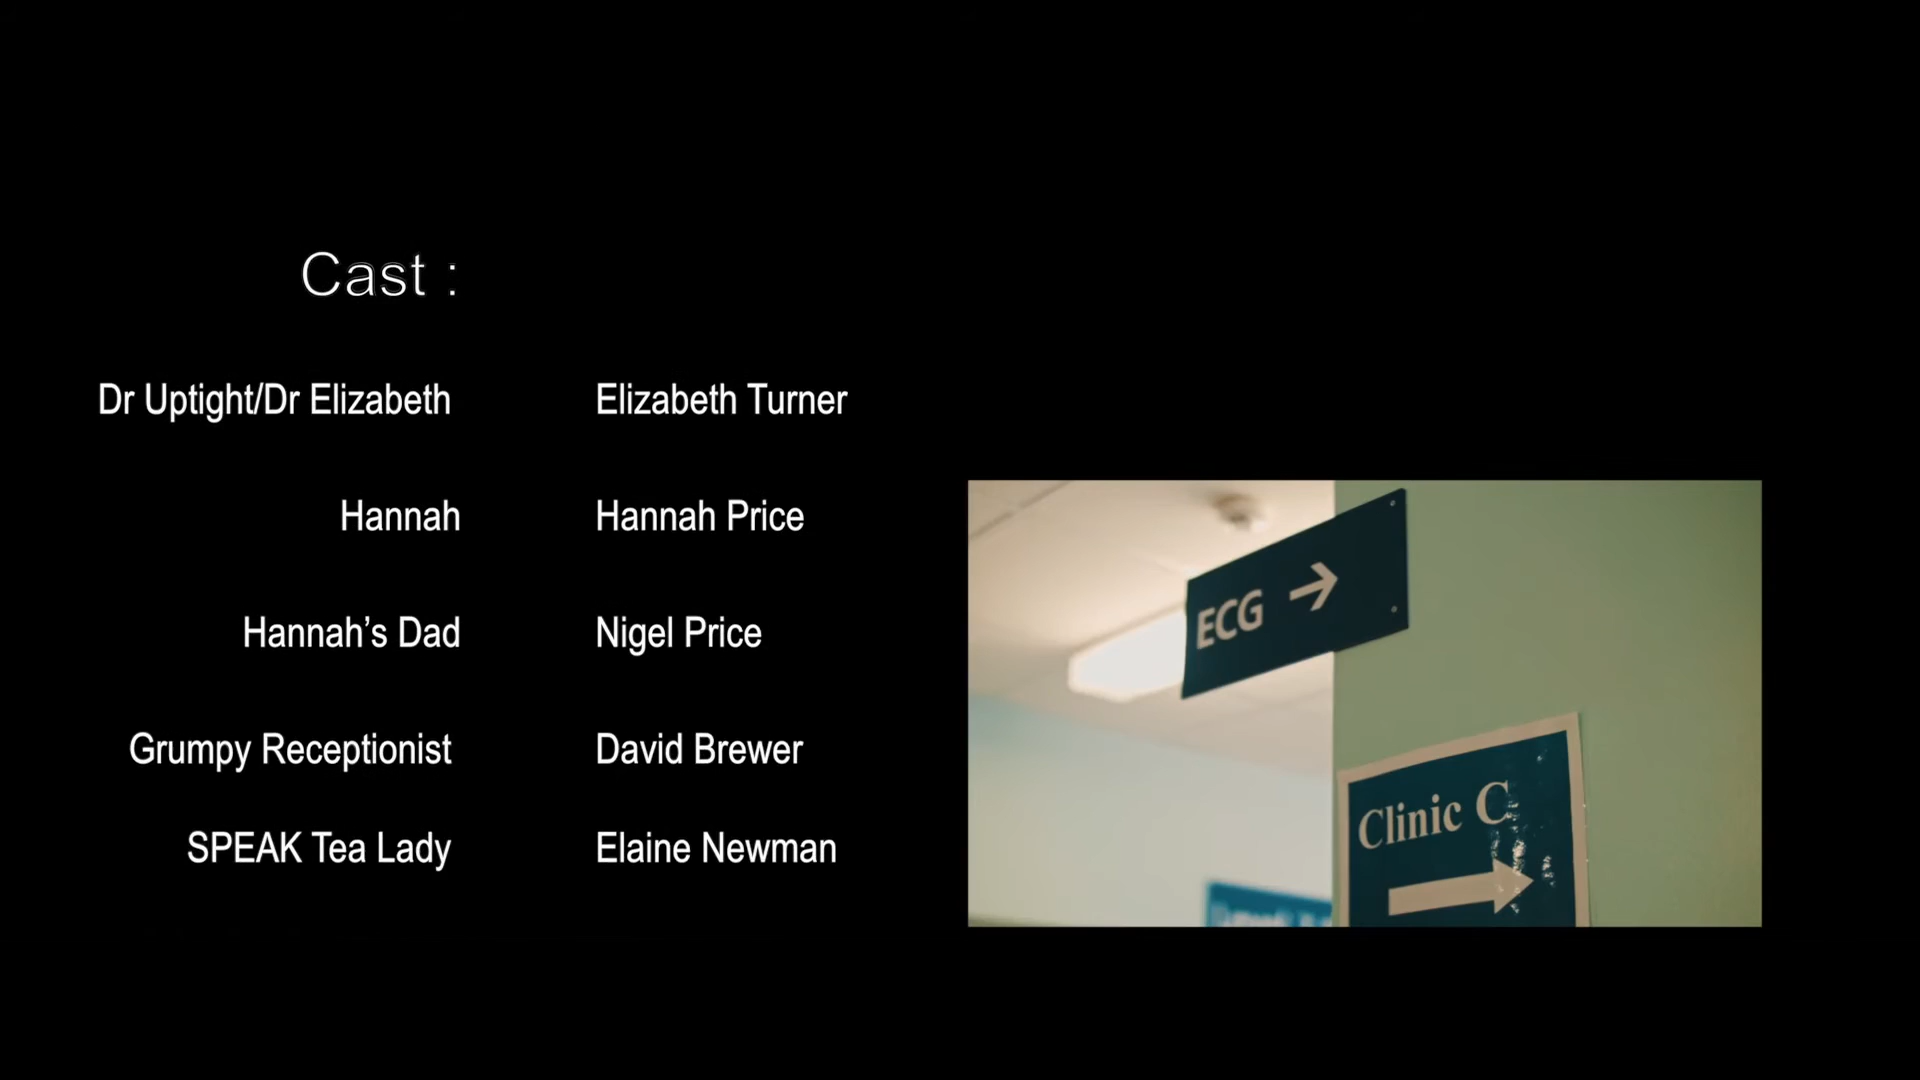 Cast :
Dr Uptight/Dr Elizabeth Elizabeth Turner
Hannah Hannah Price
Hannah’s Dad Nigel Price
Grumpy Receptionist David Brewer
SPEAK Tea Lady Elaine Newman
ECG →
Clinic C